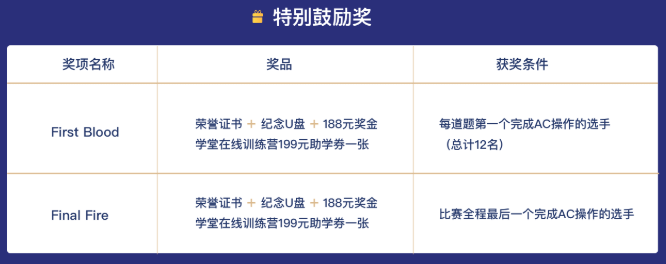 特别鼓励奖
奖项名称 奖品 获奖条件
First Blood
荣誉证书 + 纪念U盘 + 188元奖金
学堂在线训练营199元助学券一张
每道题第一个完成AC操作的选手
（总计12名）
Final Fire
荣誉证书 + 纪念U盘 + 188元奖金
学堂在线训练营199元助学券一张
比赛全程最后一个完成AC操作的选手